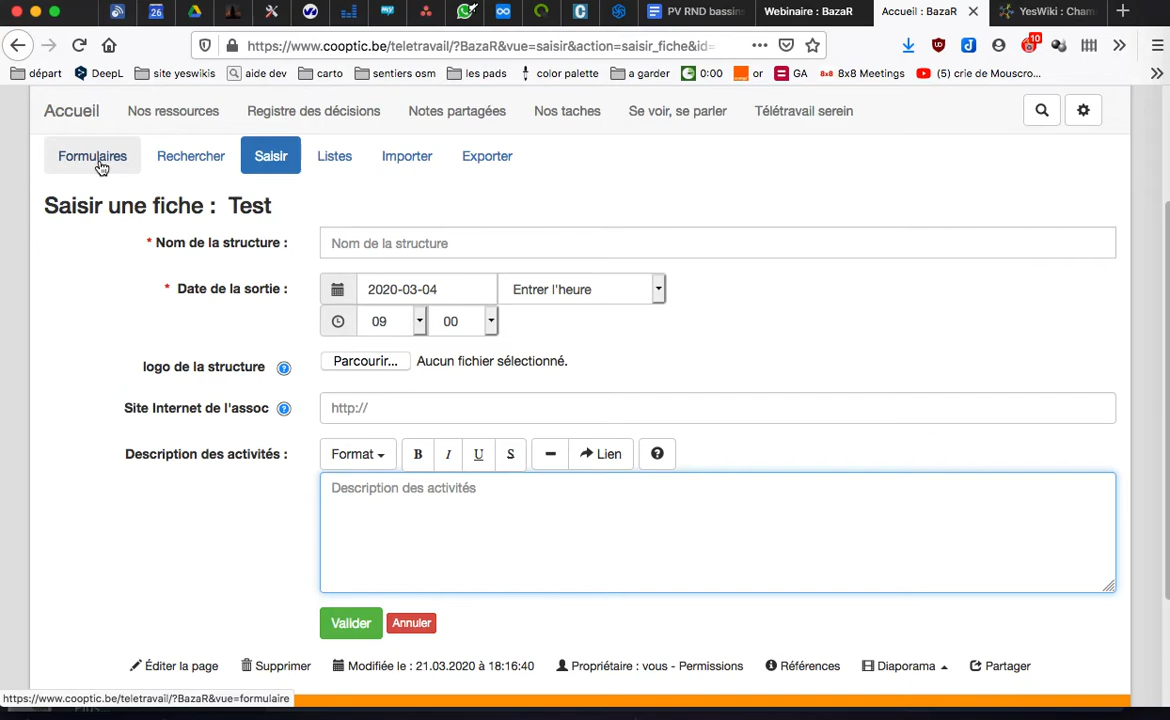 26
PV RND bassins
Webinaire : BazaR
Accueil : BazaR
YesWiki : Cham
https://www.cooptic.be/teletravail/?BazaR&vue=saisir&action=saisir_fiche&id=
10
départ
DeepL
site yeswikis
aide dev
carto
sentiers osm
les pads
color palette
a garder
0:00
or
GA
8x8 Meetings
(5) crie de Mouscro...
Accueil
Nos ressources
Registre des décisions
Notes partagées
Nos taches
Se voir, se parler
Télétravail serein
Formulaires
Rechercher
Saisir
Listes
Importer
Exporter
Saisir une fiche : Test
* Nom de la structure :
Nom de la structure
* Date de la sortie :
2020-03-04
Entrer l'heure
09
00
logo de la structure
Parcourir...
Aucun fichier sélectionné.
Site Internet de l'assoc
http://
Description des activités :
Format
B
I
U
S
Lien
Description des activités
Valider
Annuler
Éditer la page
Supprimer
Modifiée le : 21.03.2020 à 18:16:40
Propriétaire : vous - Permissions
Références
Diaporama
Partager
https://www.cooptic.be/teletravail/?BazaR&vue=formulaire